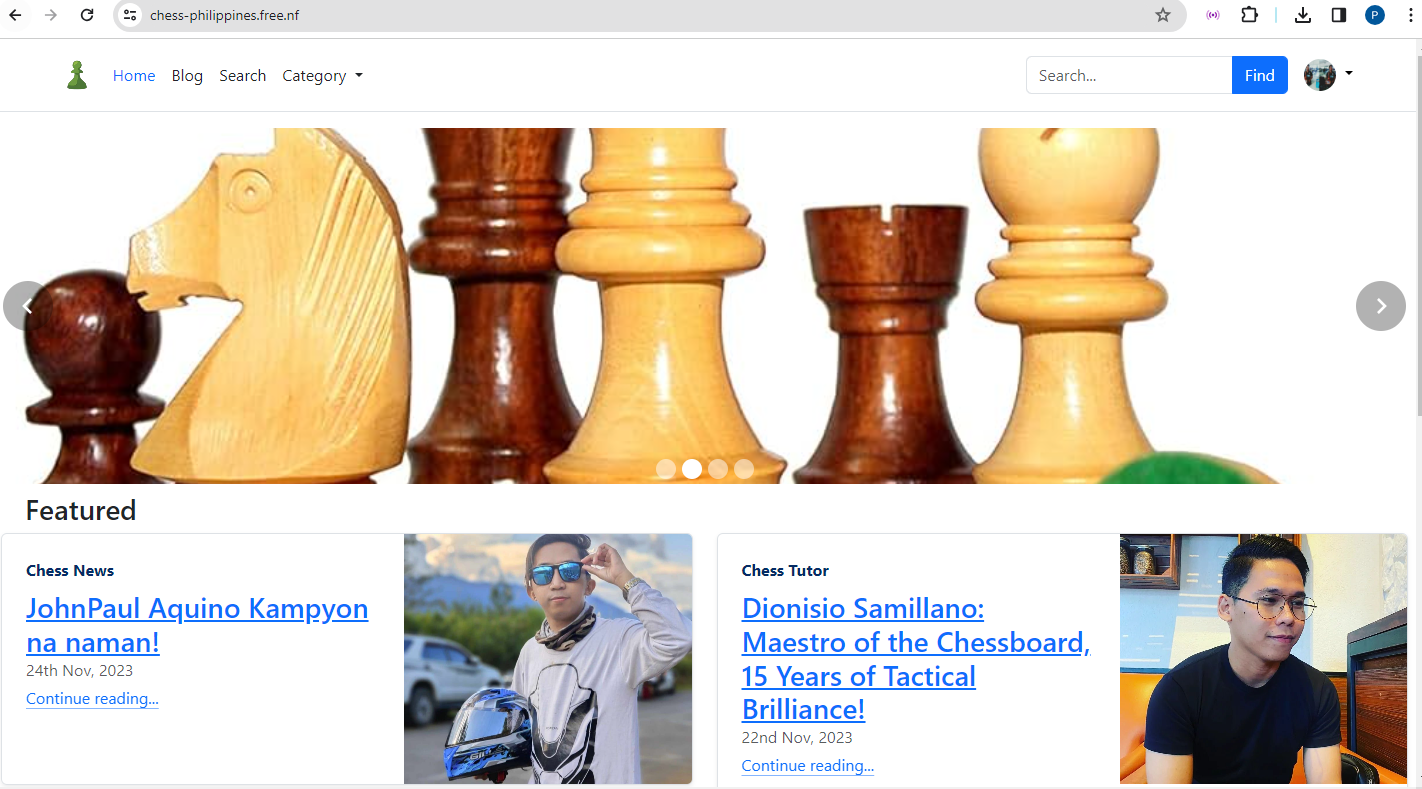 chess-philippines.free.nf
P
Home Blog Search Category
Search... Find
Featured
Chess News
JohnPaul Aquino Kampyon
na naman!
24th Nov, 2023
Continue reading...
Chess Tutor
Dionisio Samillano:
Maestro of the Chessboard,
15 Years of Tactical
Brilliance!
22nd Nov, 2023
Continue reading...